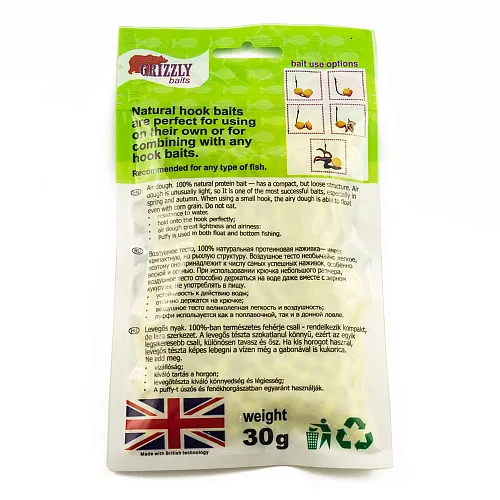 GRIZZLY
baits
bait use options
Natural hook baits
are perfect for using
on their own or for
combining with any
hook baits.
Recommended for any type of fish.
Air dough. 100% natural protein bait — has a compact, but loose structure. Air
dough is unusually light, so It is one of the most successful baits, especially in
spring and autumn. When using a small hook, the airy dough is able to float
even with corn grain. Do not eat.
• resistance to water.
• hold onto the hook perfectly;
• air dough great lightness and airiness:
• Puffy is used in both float and bottom fishing.
Воздушное тесто, 100% натуральная протеиновая наживка— имеет
компактную, но рыхлую структуру. Воздушное тесто необычайно легкое,
поэтому оно принадлежит к числу самых успешных наживок, особенно
весной и осенью. При использовании крючка небольшого размера,
воздушное тесто способно держаться на воде даже вместе с зерном
кукурузы. Не употреблять в пищу.
• устойчивость к действию воды;
• отлично держатся на крючке;
• воздушное тесто великолепная легкость и воздушность;
• пуффи используется как в поплавочной, так и в донной ловле.
Levegős nyak. 100%-ban természetes fehérje csali - rendelkezik kompakt,
de laza szerkezet. A levegős tészta szokatlanul könnyű, ezért az egyik
legsikeresebb csali, különösen tavasz és ősz. Ha kis horogot használ,
levegős tészta képes lebegni a vízen még a gabonával is kukorica.
Ne edd meg.
• vízállóság;
• kiváló tartás a horgon;
• levegőtészta kiváló könnyedség és légiesség;
• A puffy-t úszós és fenékhorgászatban egyaránt használják.
Made with British technology
weight
30g